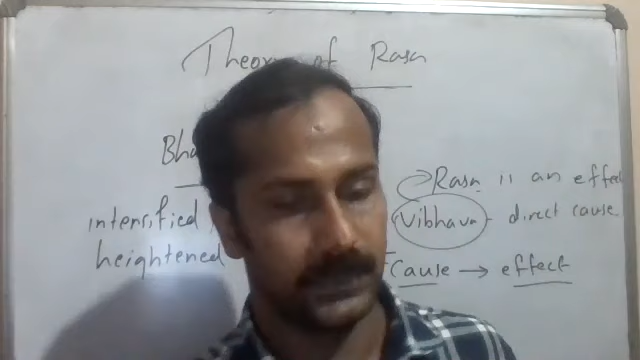 Theory of Rasa
Bha
Rasa is an effect
intensified
Vibhava - direct cause
heightened
Cause → effect